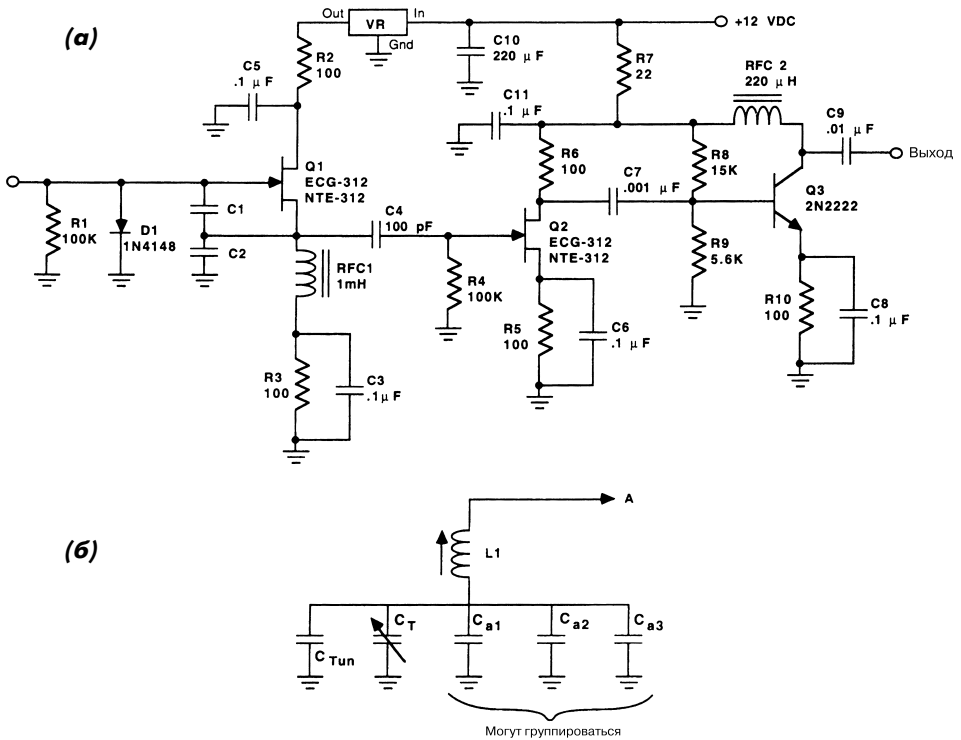 (а)
Out
VR
In
Gnd
+12 VDC
R2
100
C10
220 μF
R7
22
RFC 2
220 μH
C5
.1 μF
C11
.1 μF
C9
.01 μF
Выход
Q1
ECG-312
NTE-312
R6
100
C7
.001 μF
R8
15K
Q3
2N2222
R1
100K
D1
1N4148
C1
C2
C4
100 pF
Q2
ECG-312
NTE-312
R9
5.6K
RFC1
1mH
R4
100K
R5
100
C6
.1 μF
R10
100
C8
.1 μF
R3
100
C3
.1μF
(б)
A
L1
CTun
CT
Ca1
Ca2
Ca3
Могут группироваться